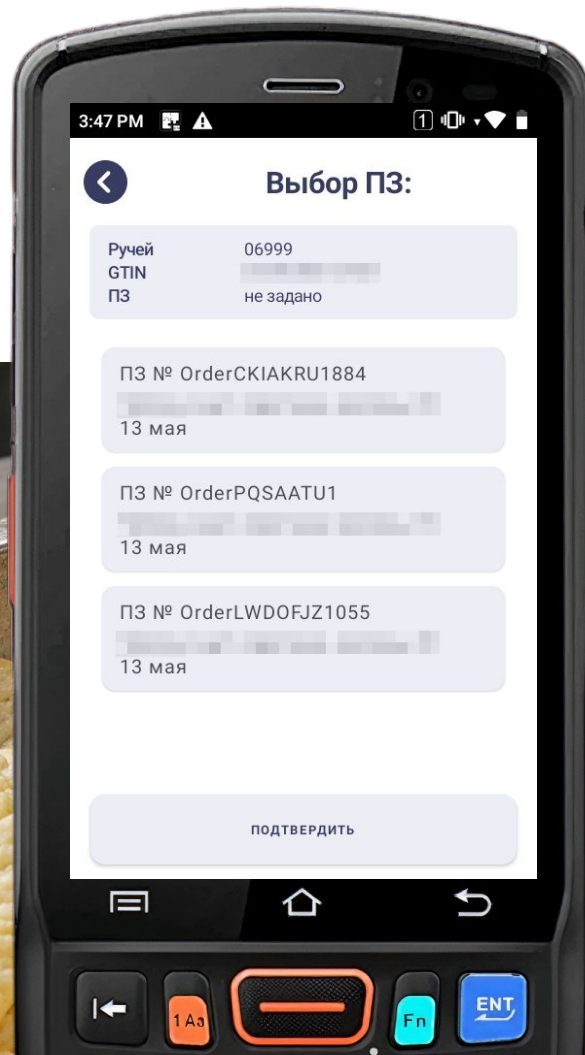 3:47 PM 1
Выбор ПЗ:
Ручей 06999
GTIN
ПЗ не задано
ПЗ № OrderCKIAKRU1884
13 мая
ПЗ № OrderPQSAATU1
13 мая
ПЗ № OrderLWDOFJZ1055
13 мая
ПОДТВЕРДИТЬ
1 Aa
Fn
ENT